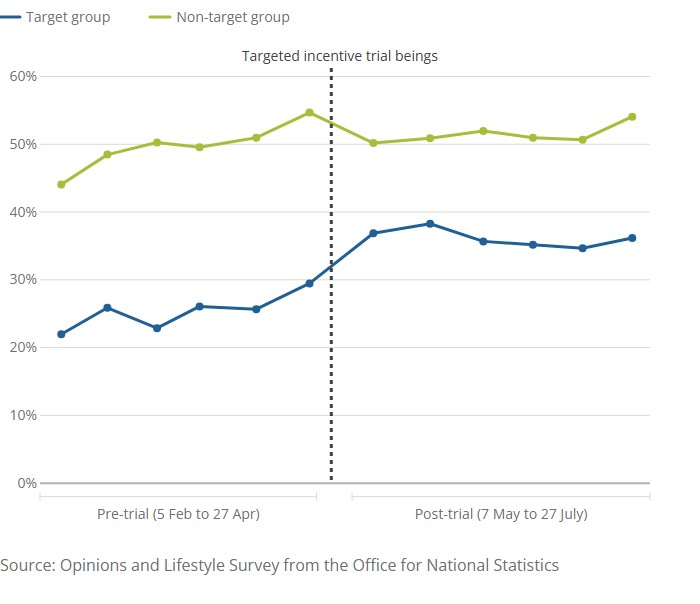 Target group
Non-target group
Targeted incentive trial beings
60%
50%
40%
30%
20%
10%
0%
Pre-trial (5 Feb to 27 Apr)
Post-trial (7 May to 27 July)
Source: Opinions and Lifestyle Survey from the Office for National Statistics